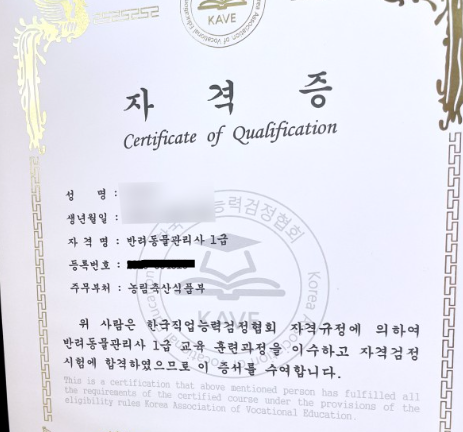 KAVE
자 격 증
Certificate of Qualification
성 명 :
생년월일 :
자 격 명 : 반려동물관리사 1급
등록번호 :
주무부처 : 농림축산식품부
능력검정협회
KAVE
Korea
위 사람은 한국직업능력검정협회 자격규정에 의하여
반려동물관리사 1급 교육 훈련과정을 이수하고 자격검정
시험에 합격하였으므로 이 증서를 수여합니다.
This is a certification that above mentioned person has fulfilled all
the requirements of the certified course under the provisions of the
eligibility rules Korea Association of Vocational Education.